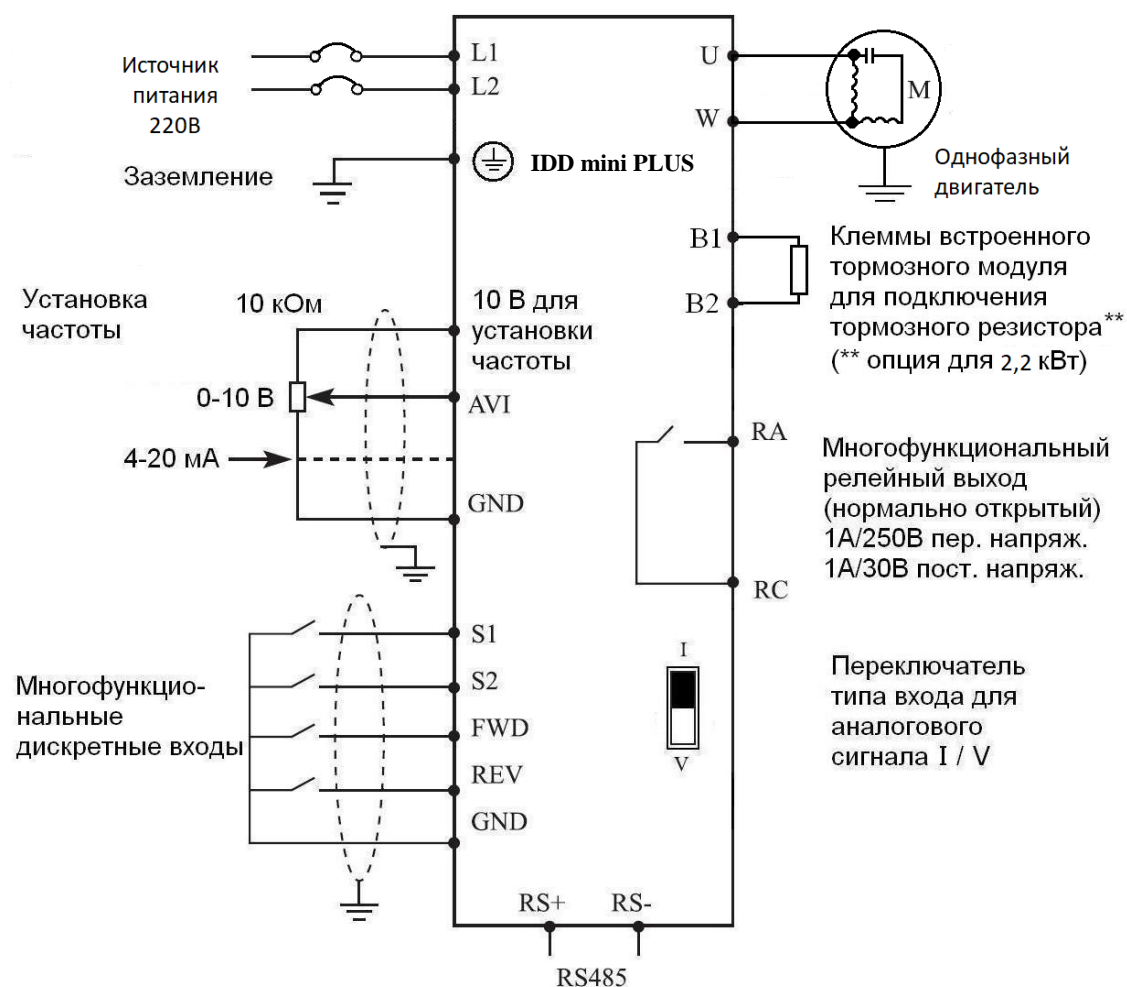 Источник
питания
220В
L1
L2
Заземление
IDD mini PLUS
U
W
M
Однофазный
двигатель
B1
B2
Клеммы встроенного
тормозного модуля
для подключения
тормозного резистора**
(** опция для 2,2 кВт)
Установка
частоты
10 кОм
10 В для
установки
частоты
0-10 В
AVI
4-20 мА
GND
RA
RC
Многофункциональный
релейный выход
(нормально открытый)
1А/250В пер. напряж.
1А/30В пост. напряж.
Многофункцио-
нальные
дискретные входы
S1
S2
FWD
REV
GND
I
V
Переключатель
типа входа для
аналогового
сигнала I / V
RS+
RS-
RS485